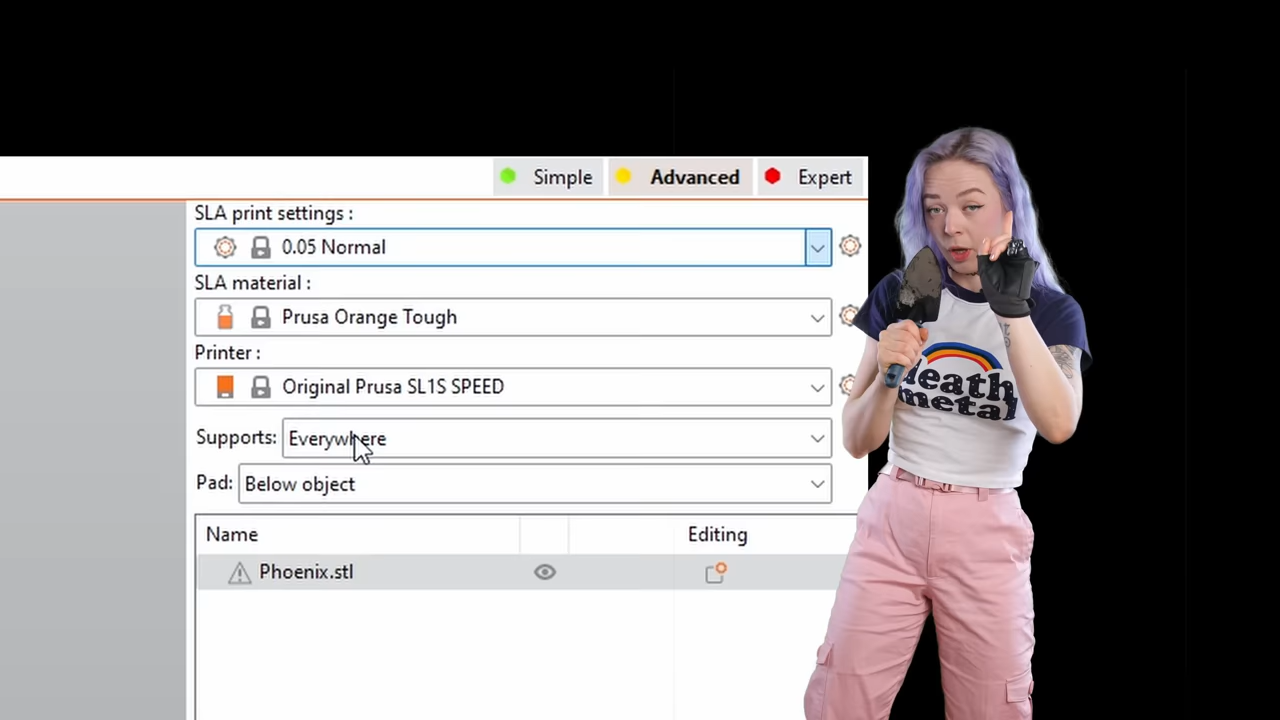 Simple Advanced Expert
SLA print settings :
0.05 Normal
SLA material :
Prusa Orange Tough
Printer :
Original Prusa SL1S SPEED
Supports: Everywhere
Pad: Below object
Name Editing
Phoenix.stl
death
metal